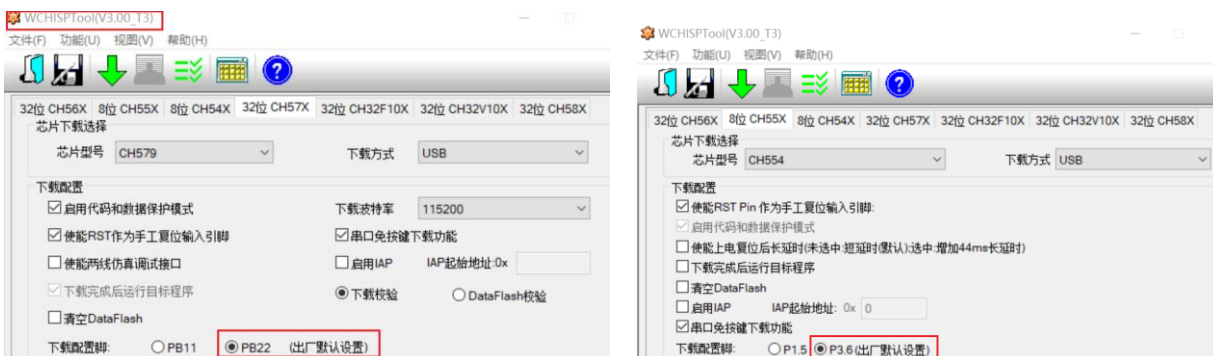 WCHISPTool(V3.00_T3)
文件(F) 功能(U) 视图(V) 帮助(H)
32位 CH56X 8位 CH55X 8位 CH54X 32位 CH57X 32位 CH32F10X 32位 CH32V10X 32位 CH58X
芯片下载选择
芯片型号 CH579 下载方式 USB
下载配置
启用代码和数据保护模式 下载波特率 115200
使能RST作为手工复位输入引脚 串口免按键下载功能
使能两线仿真调试接口 启用IAP IAP起始地址:0x
下载完成后运行目标程序 下载校验 DataFlash校验
清空DataFlash
下载配置脚: PB11 PB22 (出厂默认设置)
WCHISPTool(V3.00_T3)
文件(F) 功能(U) 视图(V) 帮助(H)
32位 CH56X 8位 CH55X 8位 CH54X 32位 CH57X 32位 CH32F10X 32位 CH32V10X 32位 CH58X
芯片下载选择
芯片型号 CH554 下载方式 USB
下载配置
使能RST Pin 作为手工复位输入引脚:
启用代码和数据保护模式
使能上电复位后长延时(未选中:短延时(默认);选中:增加44ms长延时)
下载完成后运行目标程序
清空DataFlash
启用IAP IAP起始地址: 0x 0
串口免按键下载功能
下载配置脚: P1.5 P3.6(出厂默认设置)